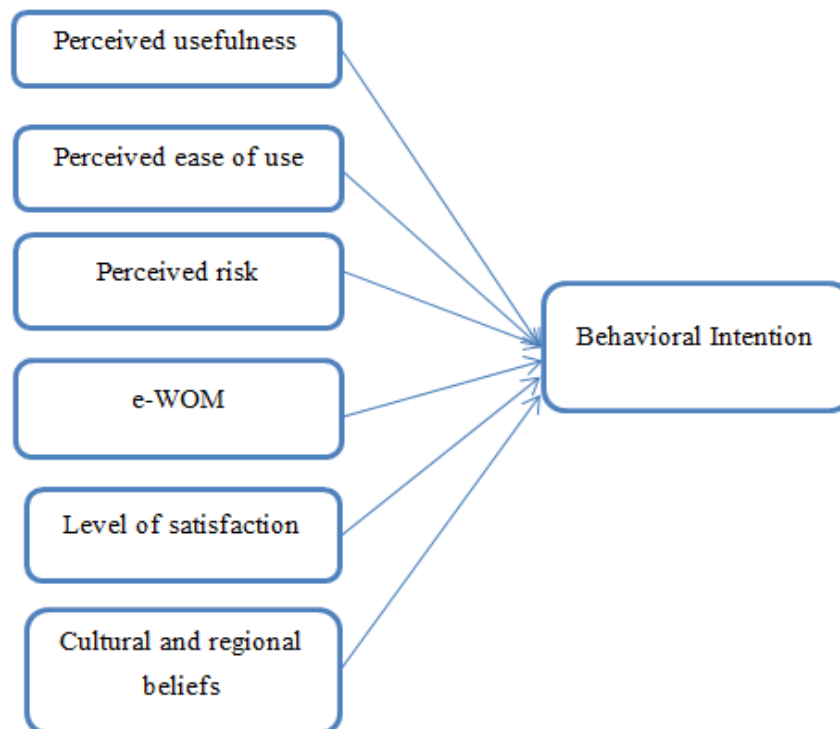 Perceived usefulness
Perceived ease of use
Perceived risk
e-WOM
Level of satisfaction
Cultural and regional
beliefs
Behavioral Intention